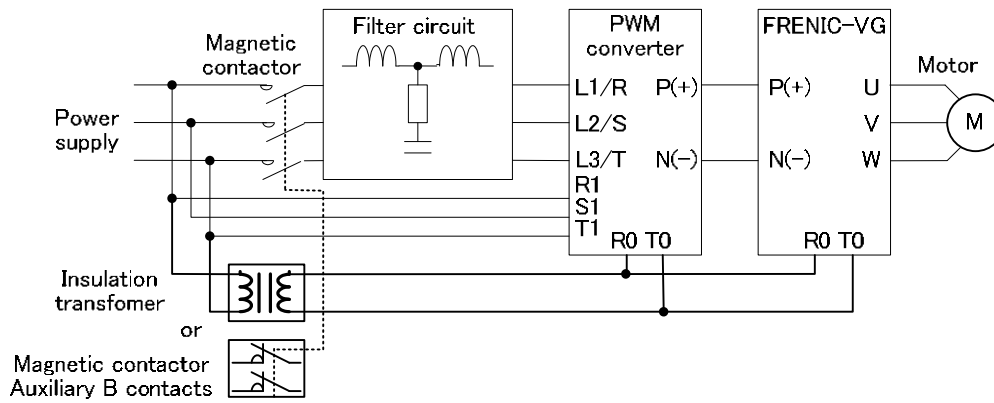 Magnetic
contactor
Filter circuit
PWM
converter
FRENIC-VG
Motor
Power
supply
L1/R
P(+)
P(+)
U
L2/S
V
M
L3/T
N(-)
N(-)
W
R1
S1
T1
R0 T0
R0 T0
Insulation
transfomer
or
Magnetic contactor
Auxiliary B contacts